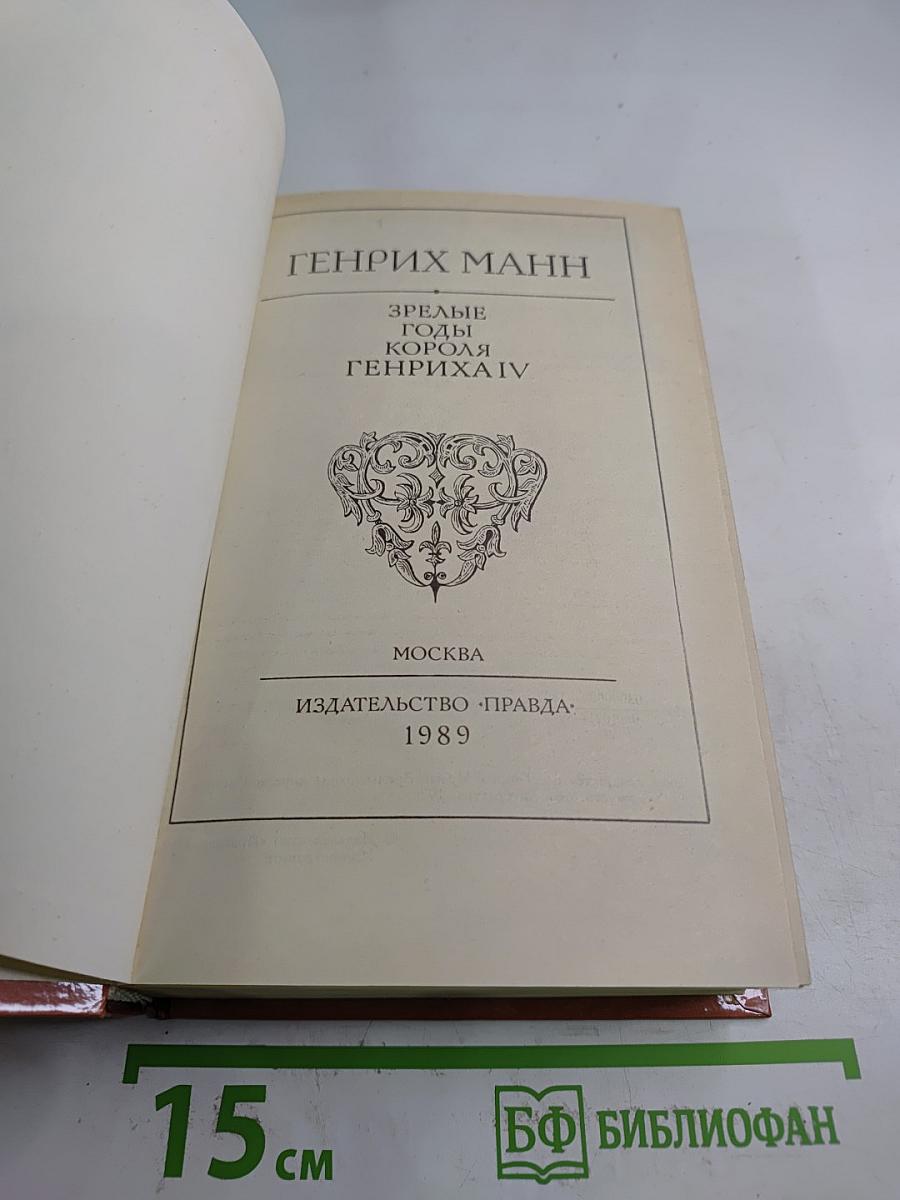 ГЕНРИХ МАНН
ЗРЕЛЫЕ
ГОДЫ
КОРОЛЯ
ГЕНРИХА IV
МОСКВА
ИЗДАТЕЛЬСТВО «ПРАВДА»
1989
15 см
БФ БИБЛИОФАН